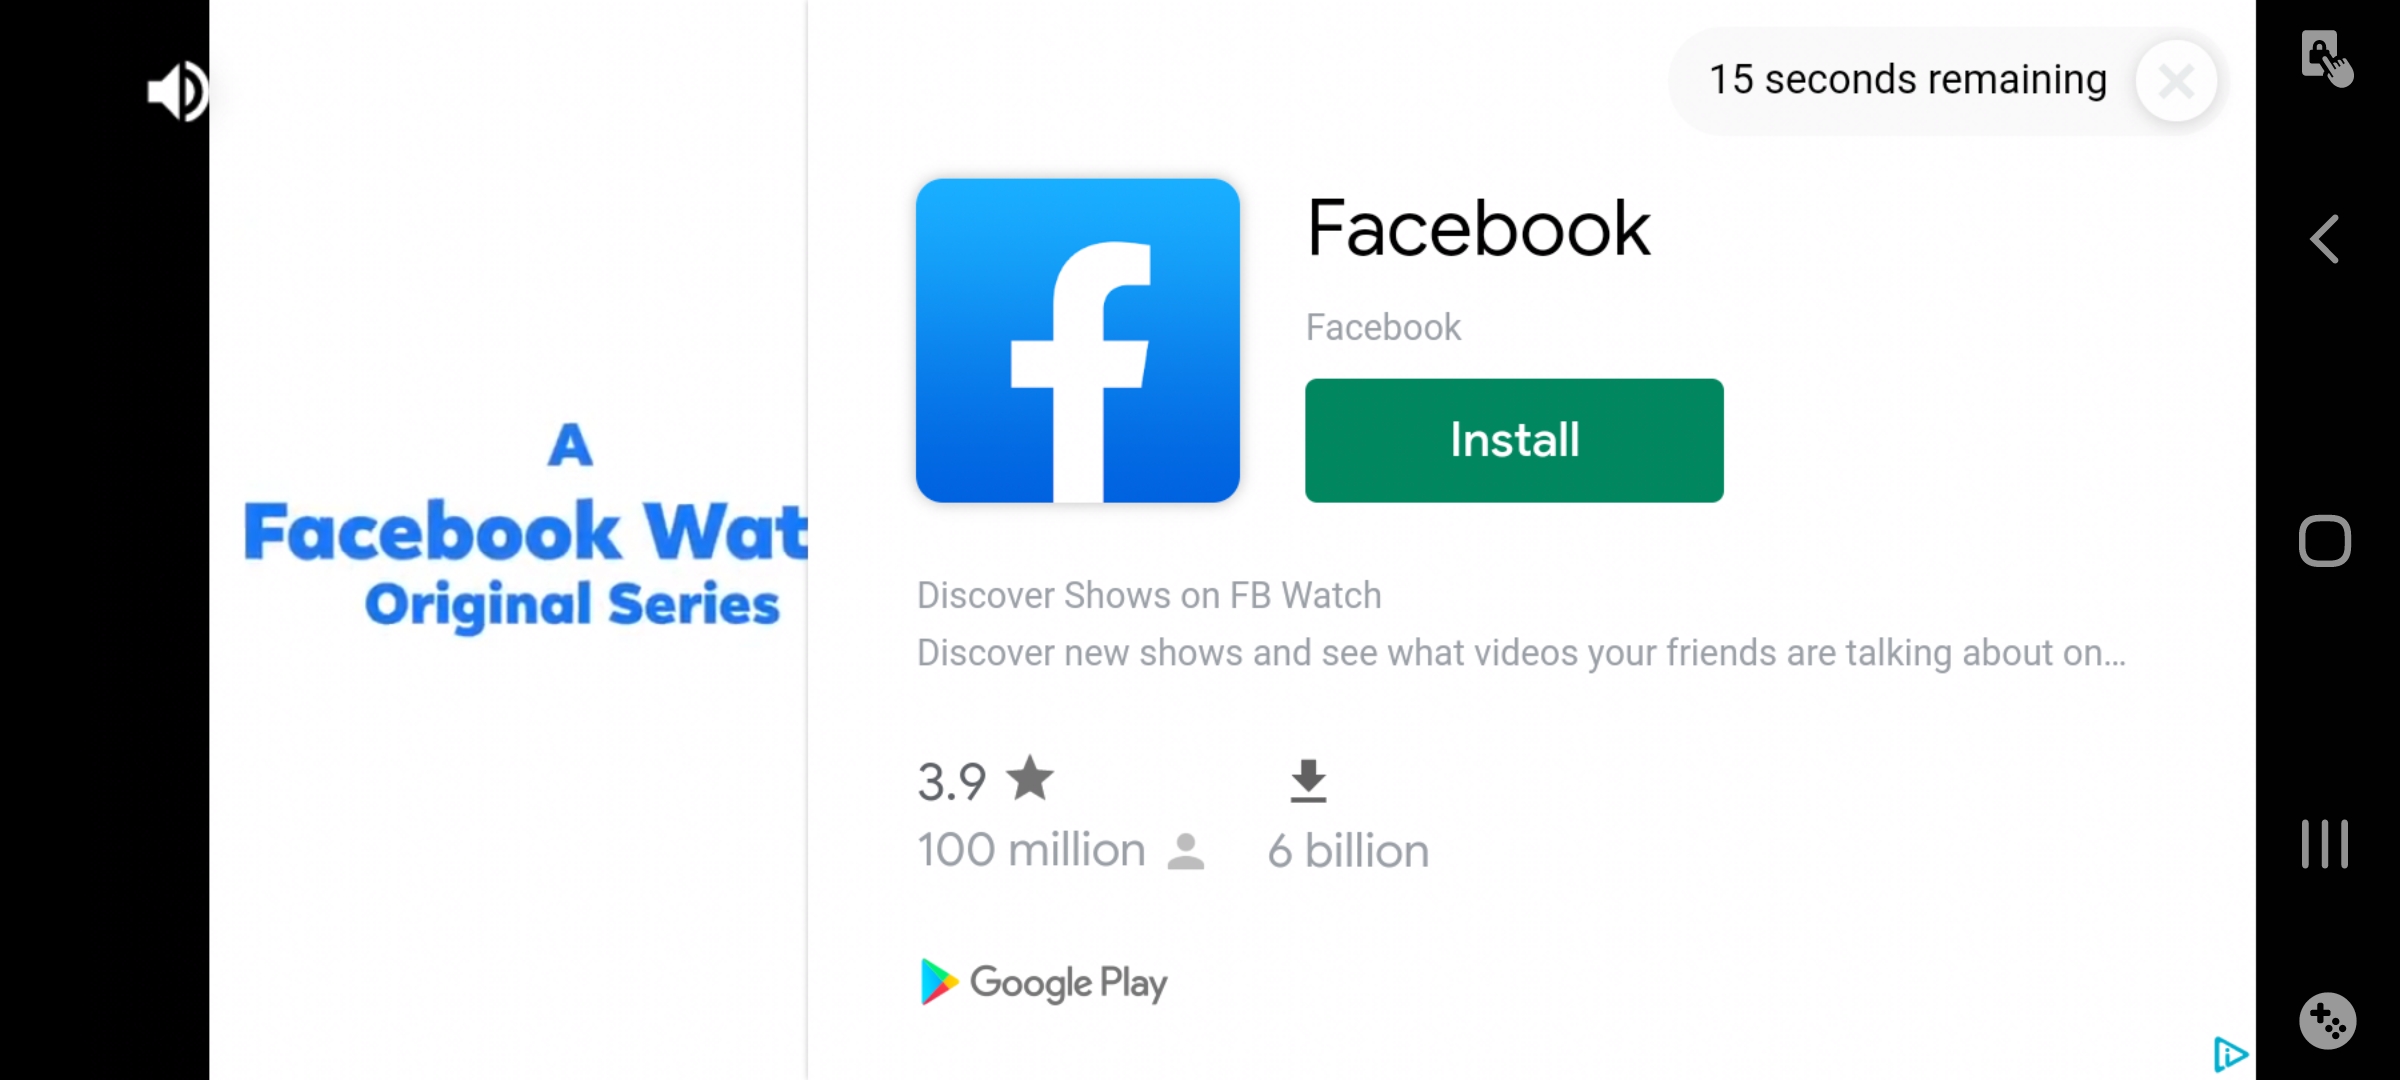 15 seconds remaining
A
Facebook Wat
Original Series
Facebook
Facebook
Install
Discover Shows on FB Watch
Discover new shows and see what videos your friends are talking about on...
3.9
100 million
6 billion
Google Play